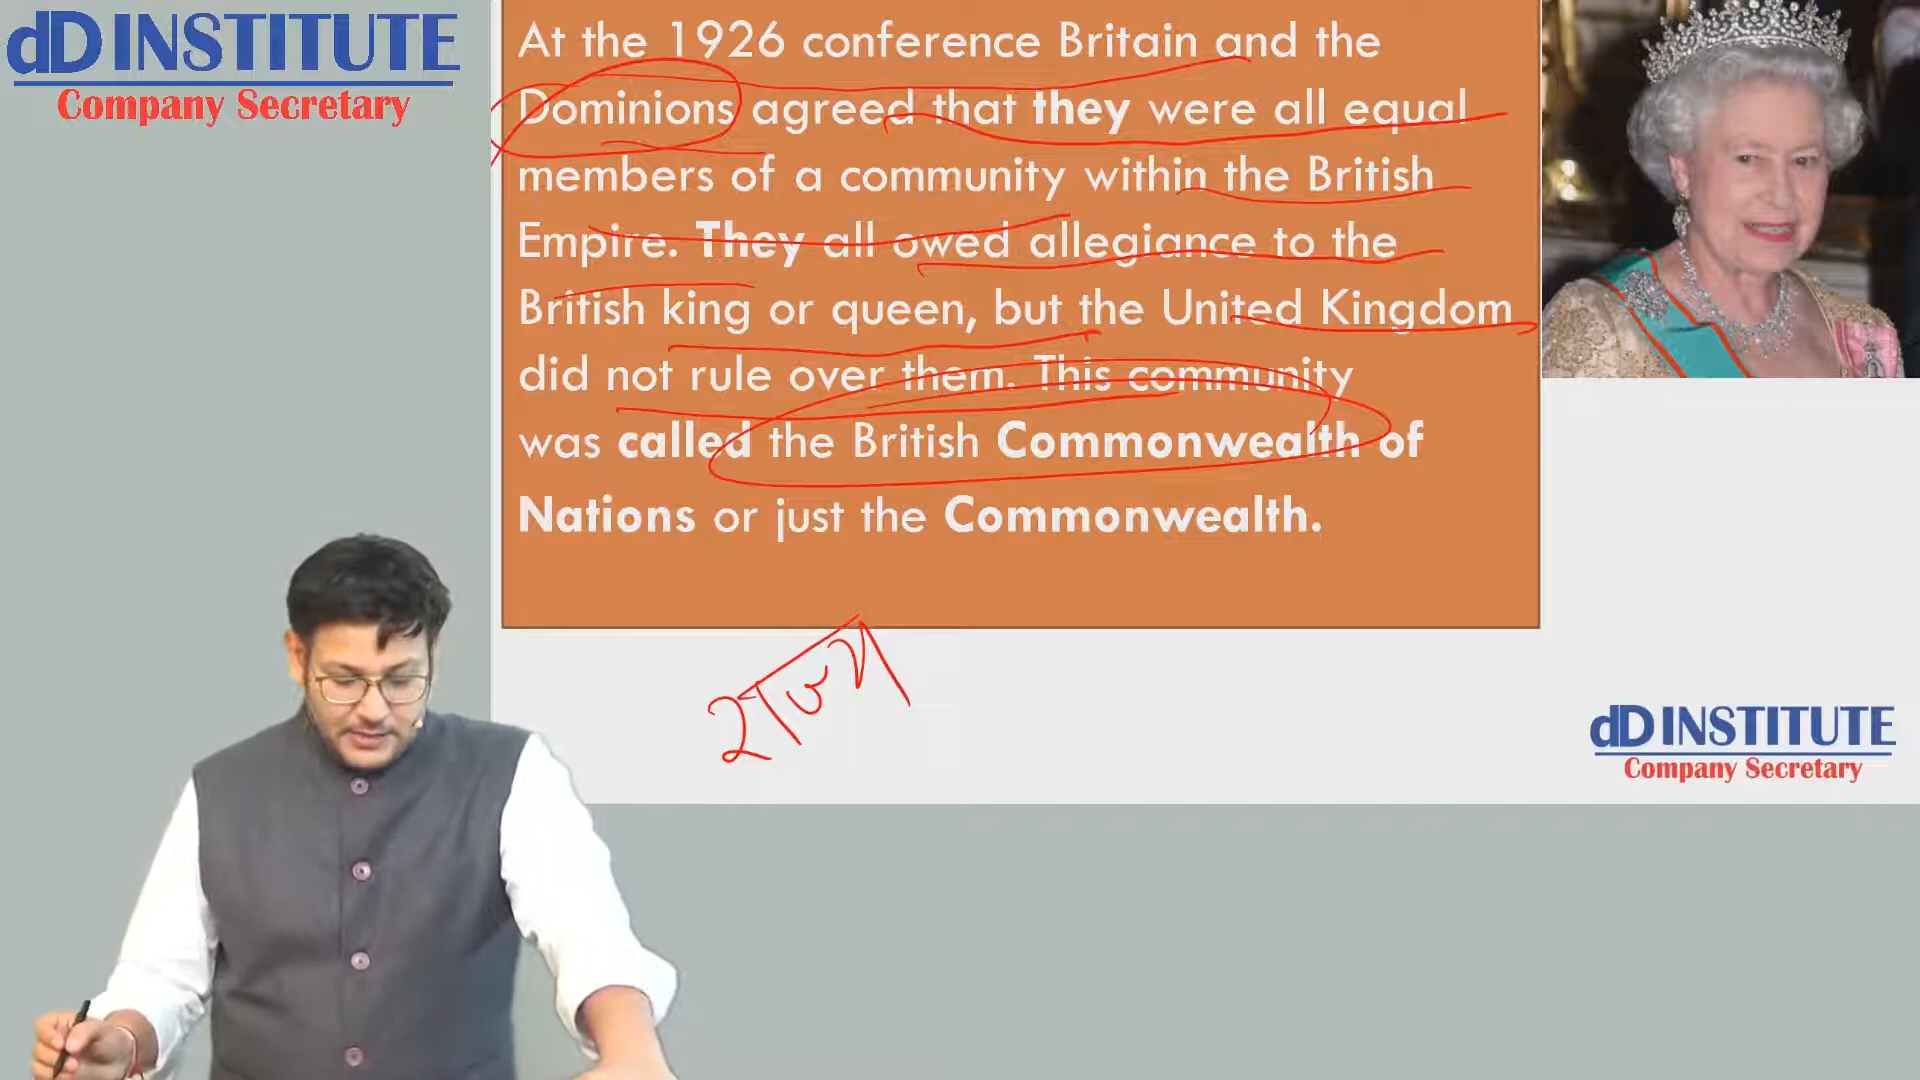 dD INSTITUTE
Company Secretary
At the 1926 conference Britain and the
Dominions agreed that they were all equal
members of a community within the British
Empire. They all owed allegiance to the
British king or queen, but the United Kingdom
did not rule over them. This community
was called the British Commonwealth of
Nations or just the Commonwealth.
राज्य
dD INSTITUTE
Company Secretary